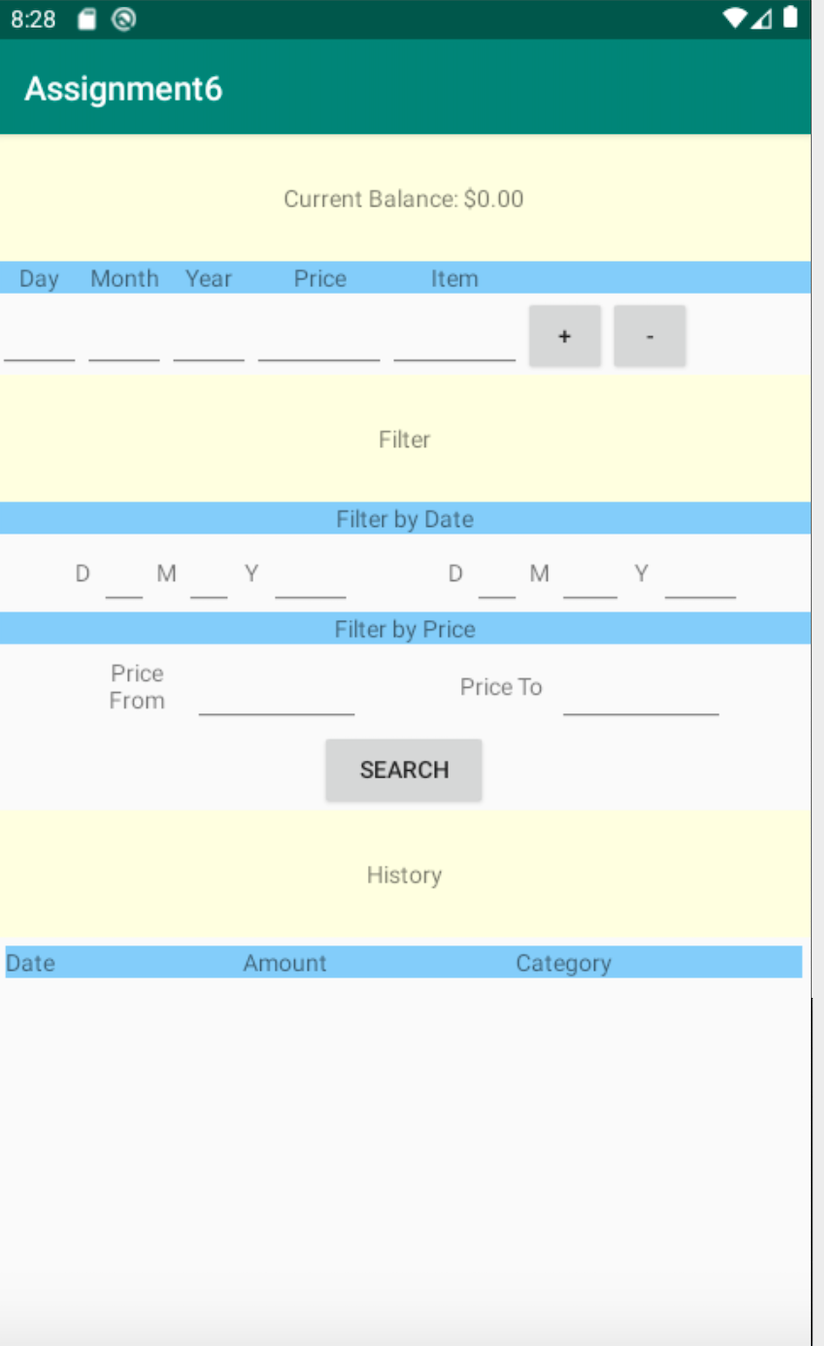 8:28
Assignment6
Current Balance: $0.00
Day Month Year Price Item
+ -
Filter
Filter by Date
D M Y D M Y
Filter by Price
Price From Price To
SEARCH
History
Date Amount Category